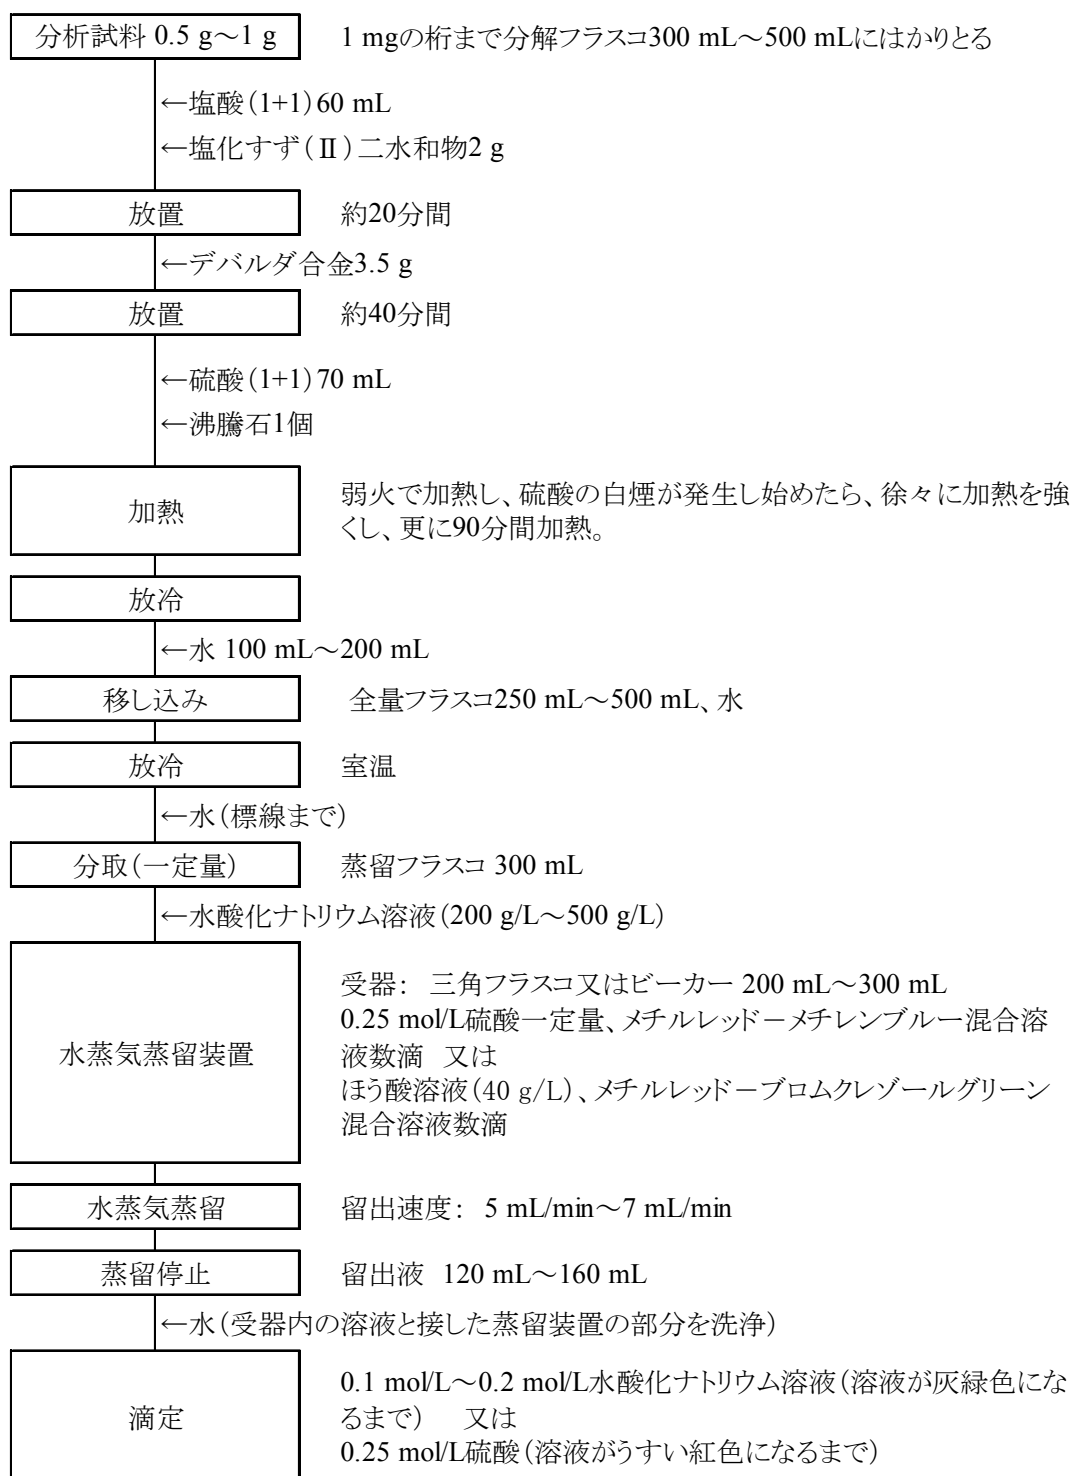 分析試料 0.5 g～1 g
1 mgの桁まで分解フラスコ300 mL～500 mLにはかりとる
←塩酸（1+1）60 mL
←塩化すず（Ⅱ）二水和物2 g
放置
約20分間
←デバルダ合金3.5 g
放置
約40分間
←硫酸（1+1）70 mL
←沸騰石1個
加熱
弱火で加熱し、硫酸の白煙が発生し始めたら、徐々に加熱を強
くし、更に90分間加熱。
放冷
←水 100 mL～200 mL
移し込み
全量フラスコ250 mL～500 mL、水
放冷
室温
←水（標線まで）
分取（一定量）
蒸留フラスコ 300 mL
←水酸化ナトリウム溶液（200 g/L～500 g/L）
水蒸気蒸留装置
受器： 三角フラスコ又はビーカー 200 mL～300 mL
0.25 mol/L硫酸一定量、メチルレッド－メチレンブルー混合溶
液数滴 又は
ほう酸溶液（40 g/L）、メチルレッド－ブロムクレゾールグリーン
混合溶液数滴
水蒸気蒸留
留出速度： 5 mL/min～7 mL/min
蒸留停止
留出液 120 mL～160 mL
←水（受器内の溶液と接した蒸留装置の部分を洗浄）
滴定
0.1 mol/L～0.2 mol/L水酸化ナトリウム溶液（溶液が灰緑色にな
るまで） 又は
0.25 mol/L硫酸（溶液がうすい紅色になるまで）